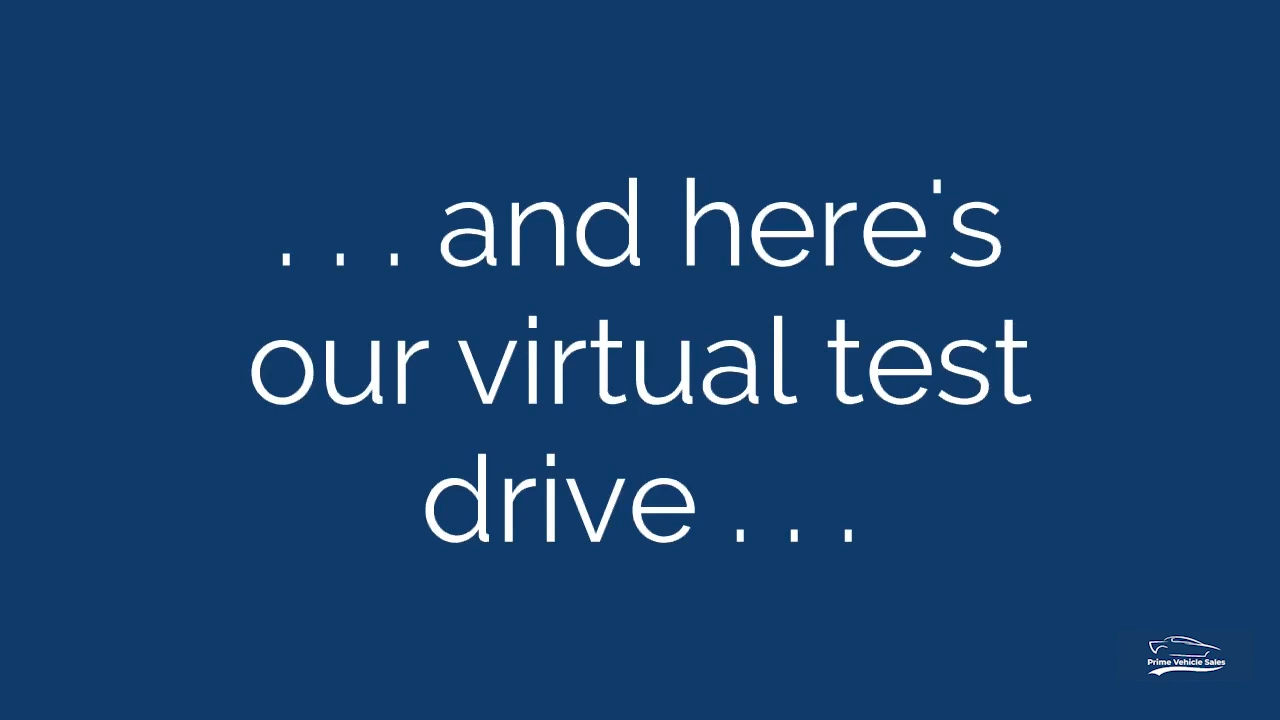 . . . and here's
our virtual test
drive . . .
Prime Vehicle Sales